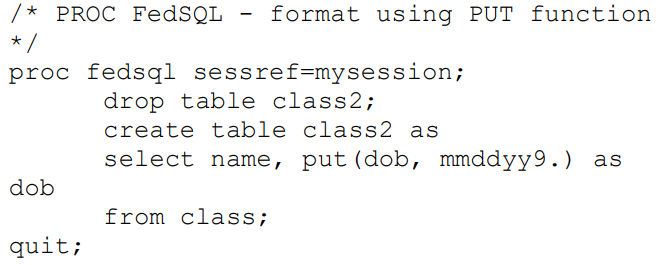 /* PROC FedSQL - format using PUT function
*/
proc fedsql sessref=mysession;
drop table class2;
create table class2 as
select name, put(dob, mmddyy9.) as
dob
from class;
quit;